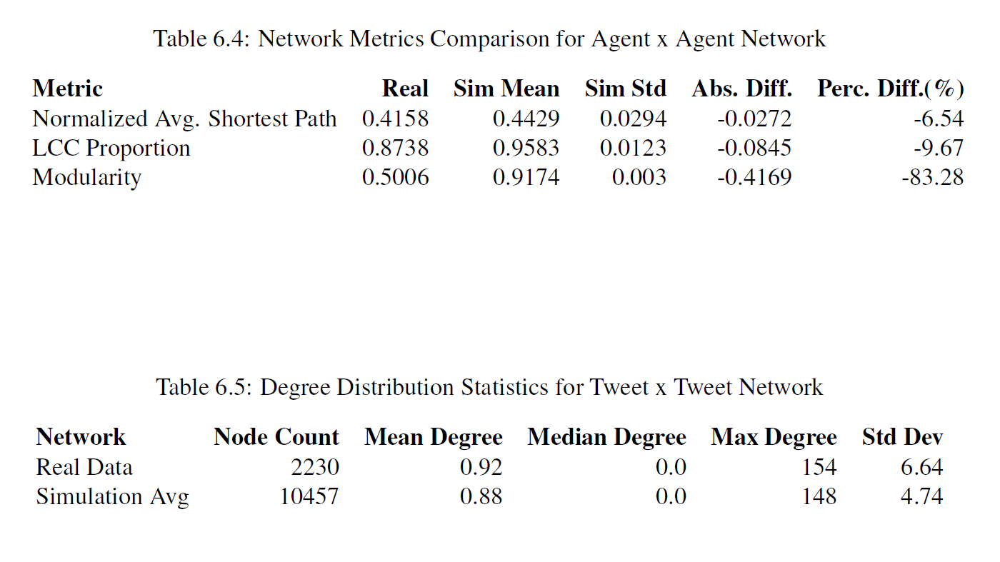 Table 6.4: Network Metrics Comparison for Agent x Agent Network
Metric Real Sim Mean Sim Std Abs. Diff. Perc. Diff.(%)
Normalized Avg. Shortest Path 0.4158 0.4429 0.0294 -0.0272 -6.54
LCC Proportion 0.8738 0.9583 0.0123 -0.0845 -9.67
Modularity 0.5006 0.9174 0.003 -0.4169 -83.28
Table 6.5: Degree Distribution Statistics for Tweet x Tweet Network
Network Node Count Mean Degree Median Degree Max Degree Std Dev
Real Data 2230 0.92 0.0 154 6.64
Simulation Avg 10457 0.88 0.0 148 4.74